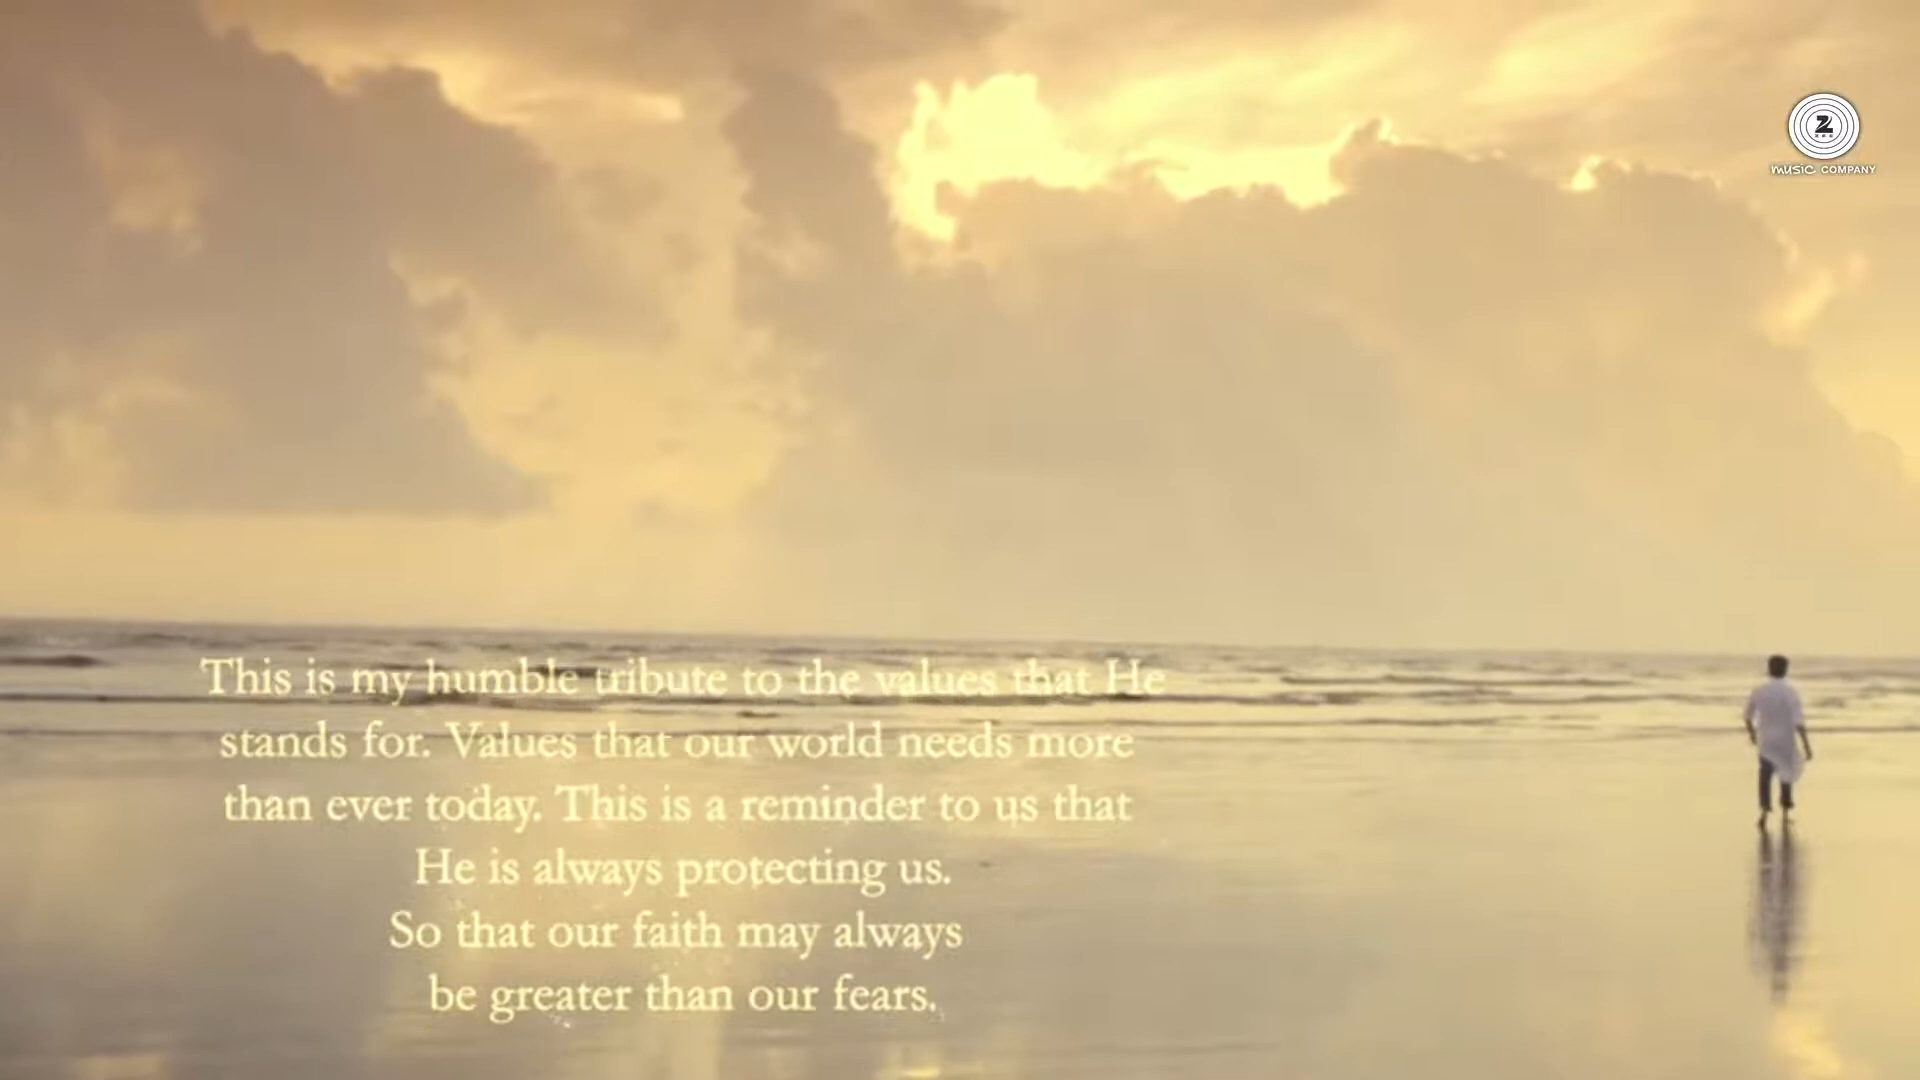 Z
ZEE
music COMPANY
This is my humble tribute to the values that He
stands for. Values that our world needs more
than ever today. This is a reminder to us that
He is always protecting us.
So that our faith may always
be greater than our fears.